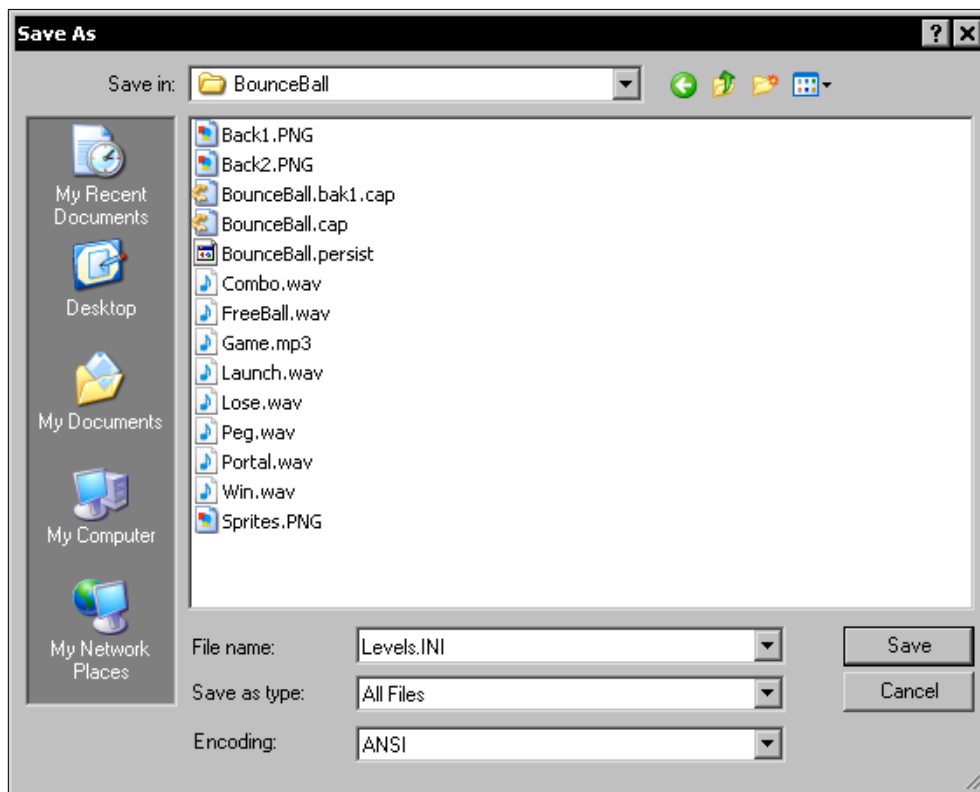 Save As
Save in:
BounceBall
My Recent
Documents
Desktop
My Documents
My Computer
My Network
Places
Back1.PNG
Back2.PNG
BounceBall.bak1.cap
BounceBall.cap
BounceBall.persist
Combo.wav
FreeBall.wav
Game.mp3
Launch.wav
Lose.wav
Peg.wav
Portal.wav
Win.wav
Sprites.PNG
File name:
Levels.INI
Save
Save as type:
All Files
Cancel
Encoding:
ANSI